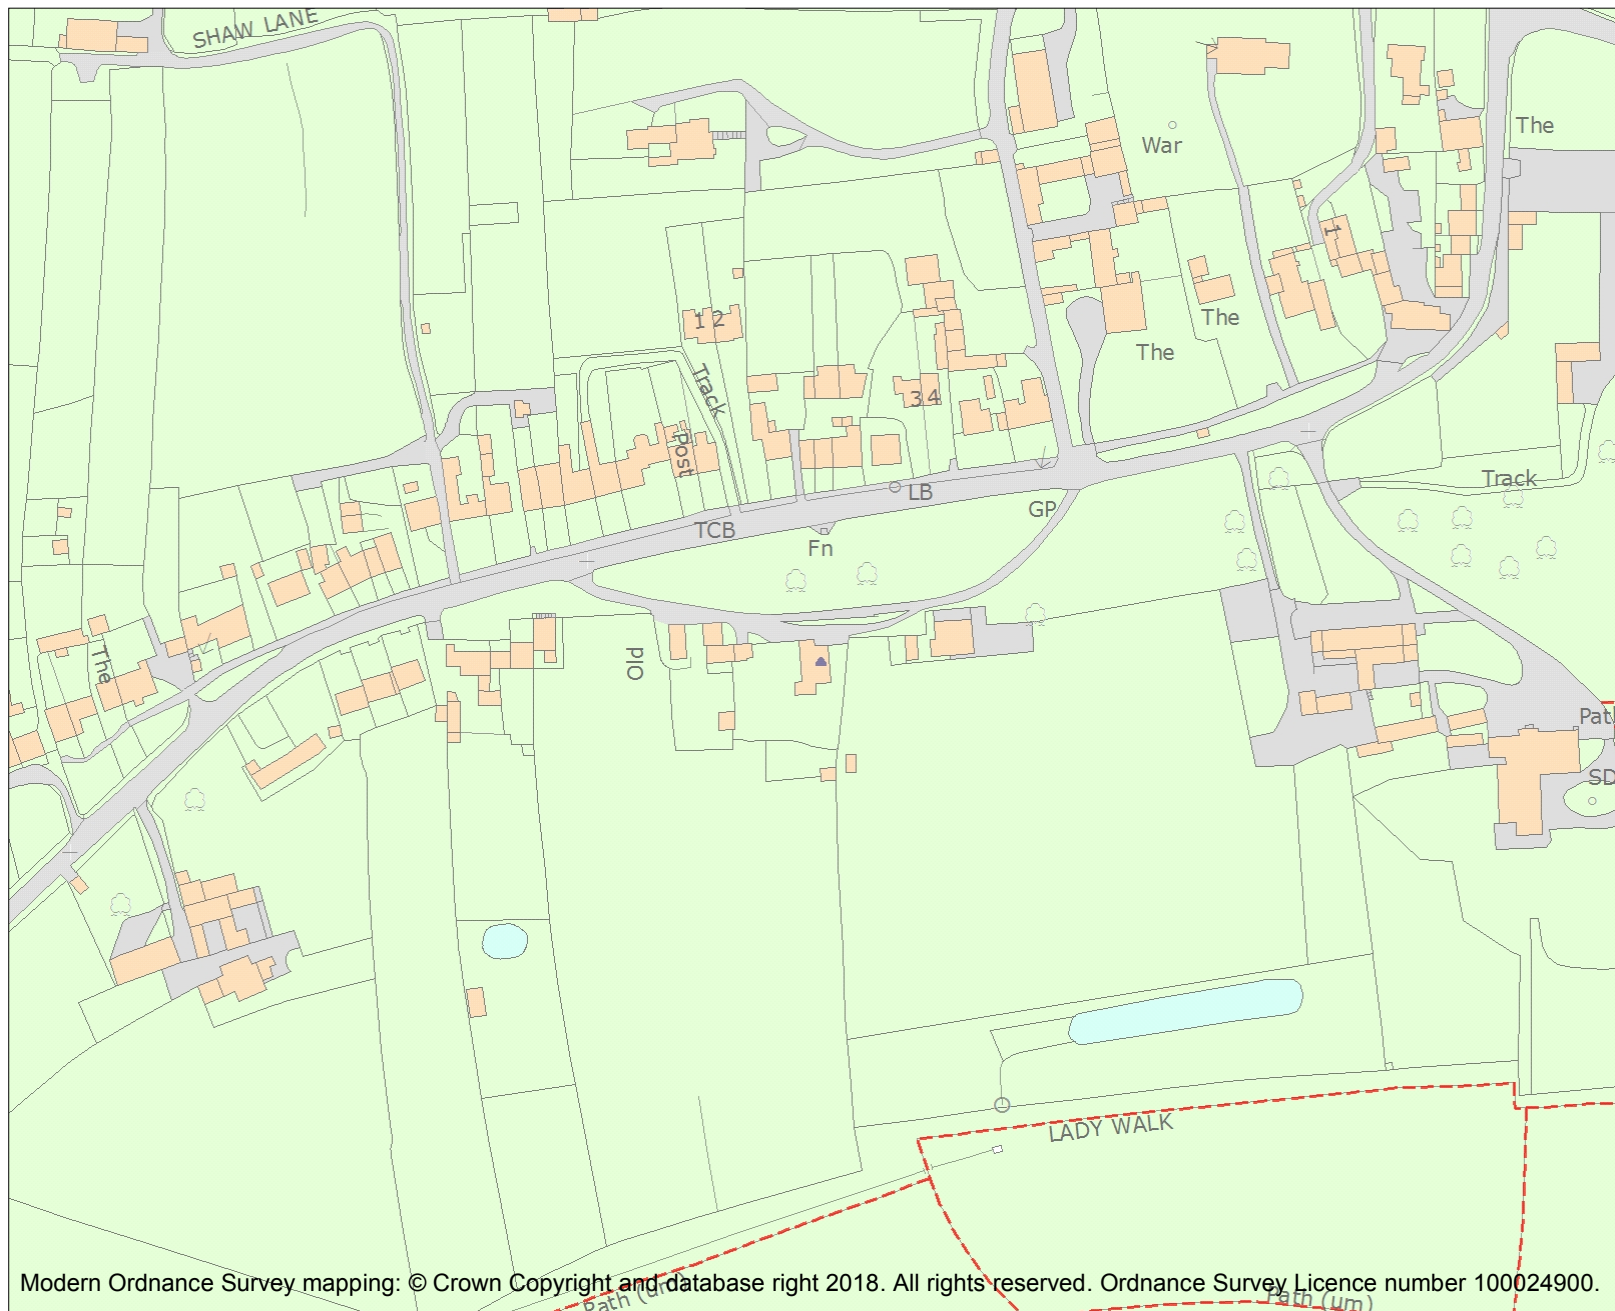 SHAW LANE
The
War
1
The
The
1 2
Track
3 4
Post
LB
Track
GP
TCB
Fn
The
Old
Path
SD
LADY WALK
Path (um)
Path (um)
Modern Ordnance Survey mapping: © Crown Copyright and database right 2018. All rights reserved. Ordnance Survey Licence number 100024900.